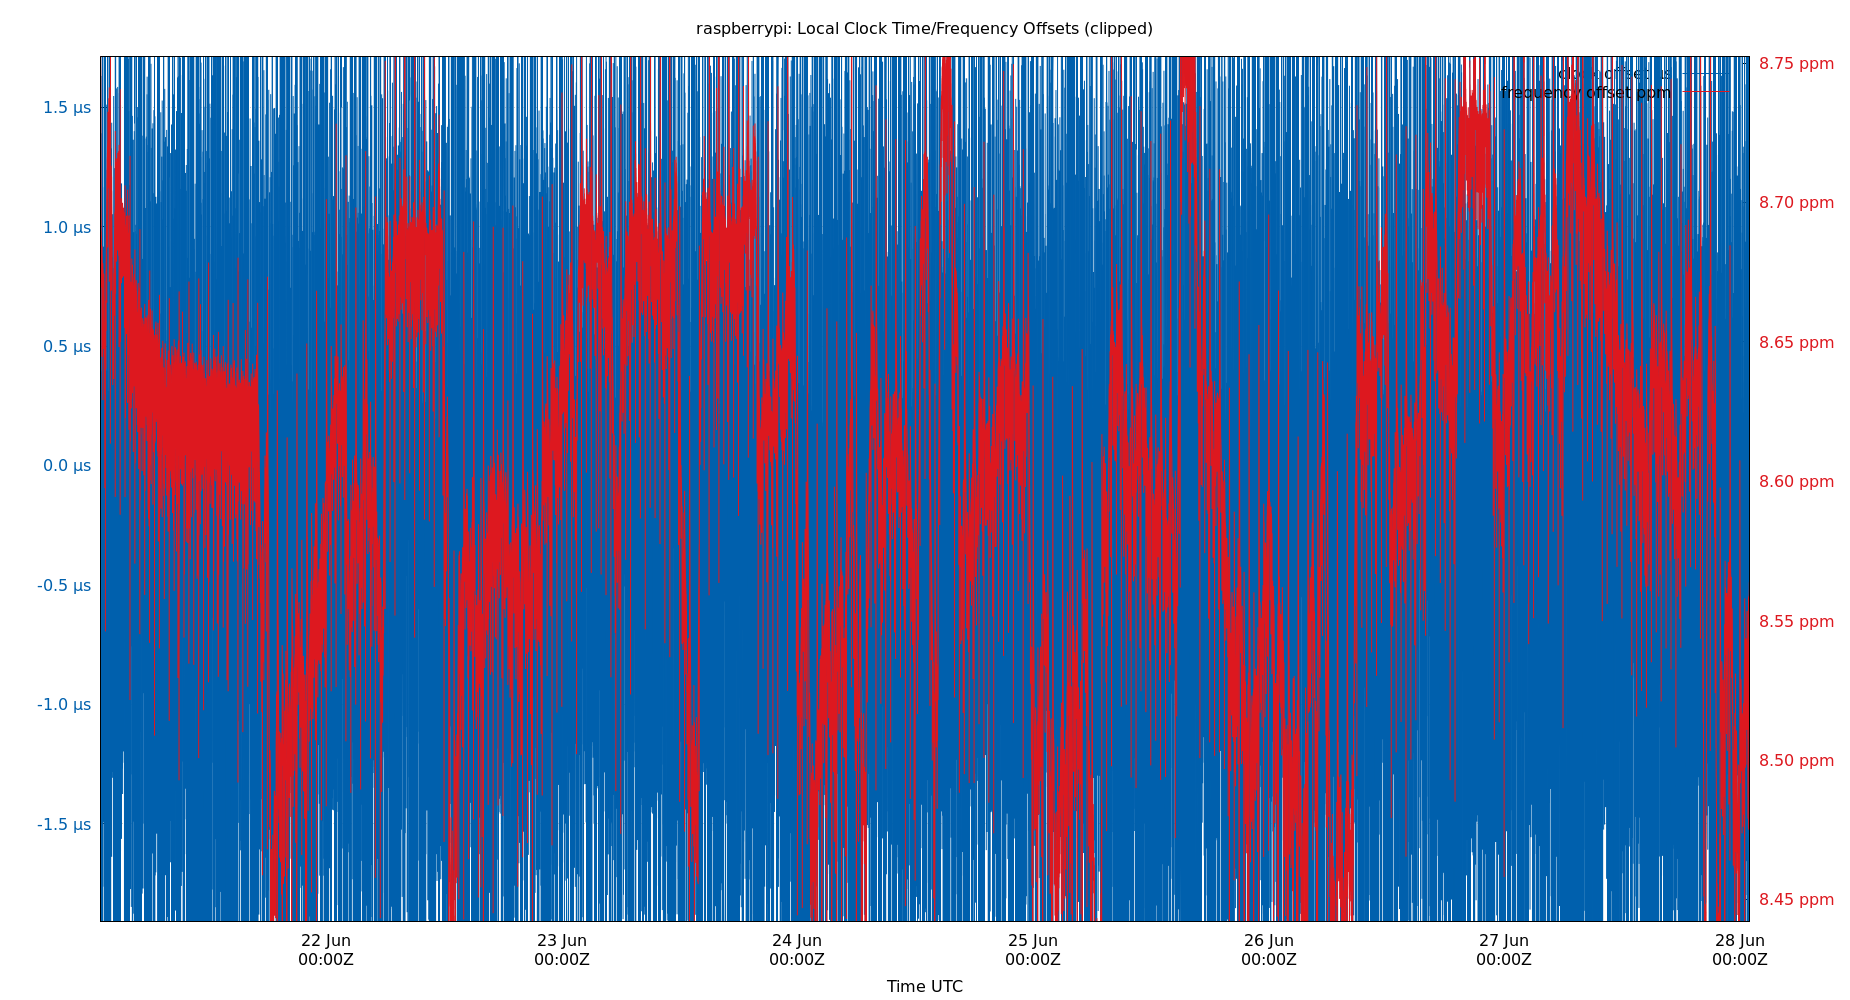 raspberrypi: Local Clock Time/Frequency Offsets (clipped)
8.75 ppm
clock offset µs
frequency offset ppm
1.5 µs
8.70 ppm
1.0 µs
0.5 µs
8.65 ppm
0.0 µs
8.60 ppm
-0.5 µs
8.55 ppm
-1.0 µs
8.50 ppm
-1.5 µs
8.45 ppm
22 Jun
00:00Z
23 Jun
00:00Z
24 Jun
00:00Z
25 Jun
00:00Z
26 Jun
00:00Z
27 Jun
00:00Z
28 Jun
00:00Z
Time UTC